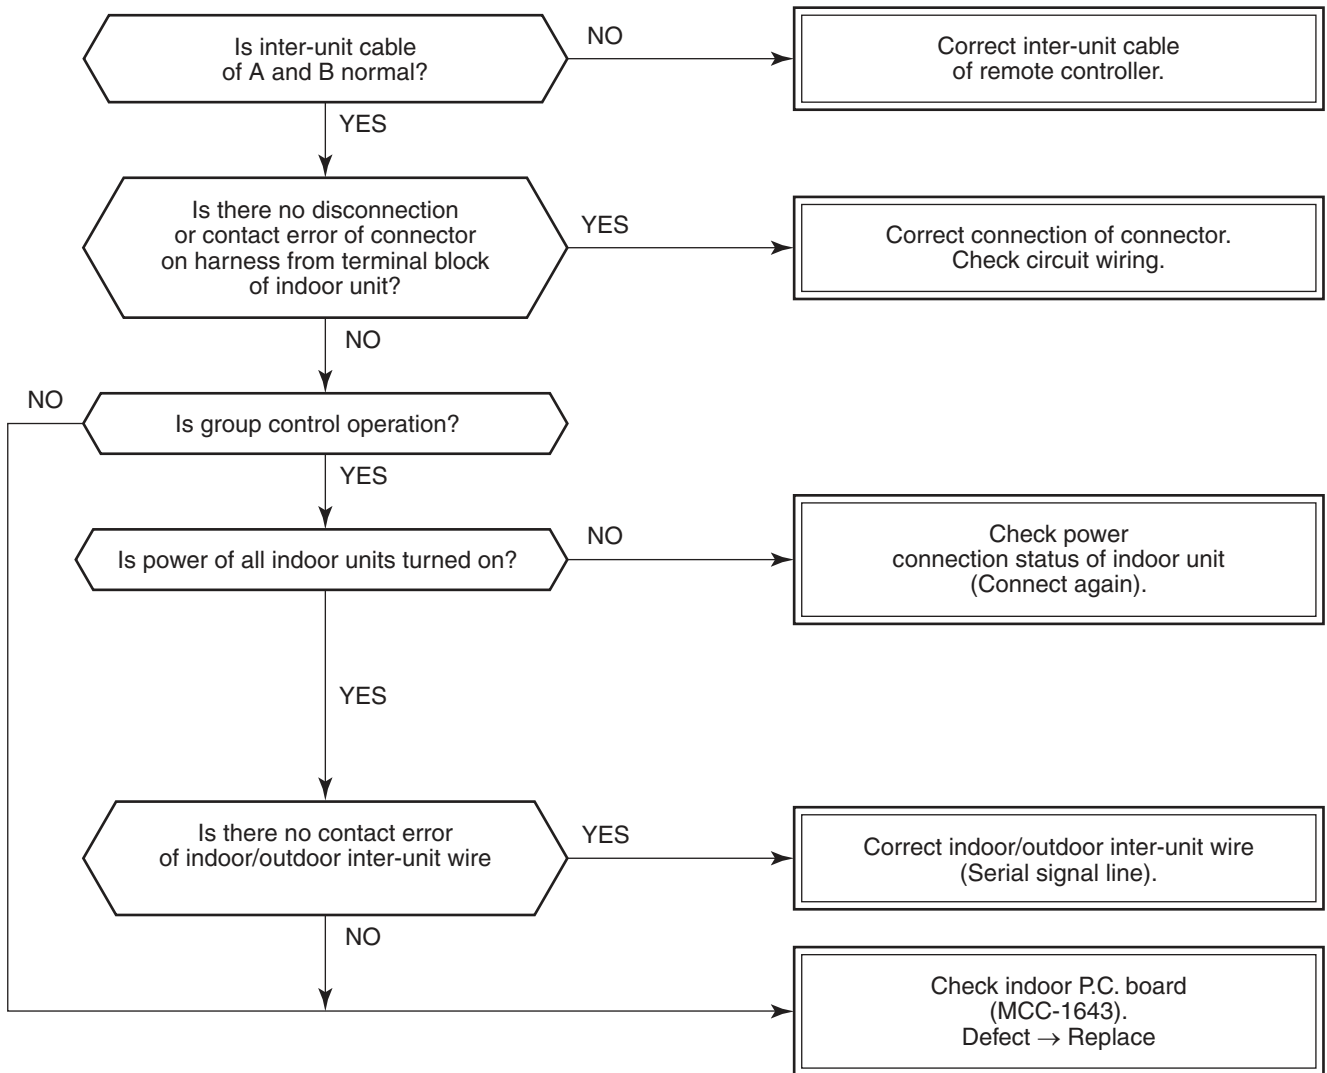 Is inter-unit cable
of A and B normal?
NO
Correct inter-unit cable
of remote controller.
YES
Is there no disconnection
or contact error of connector
on harness from terminal block
of indoor unit?
YES
Correct connection of connector.
Check circuit wiring.
NO
NO
Is group control operation?
YES
Is power of all indoor units turned on?
NO
Check power
connection status of indoor unit
(Connect again).
YES
Is there no contact error
of indoor/outdoor inter-unit wire
YES
Correct indoor/outdoor inter-unit wire
(Serial signal line).
NO
Check indoor P.C. board
(MCC-1643).
Defect → Replace